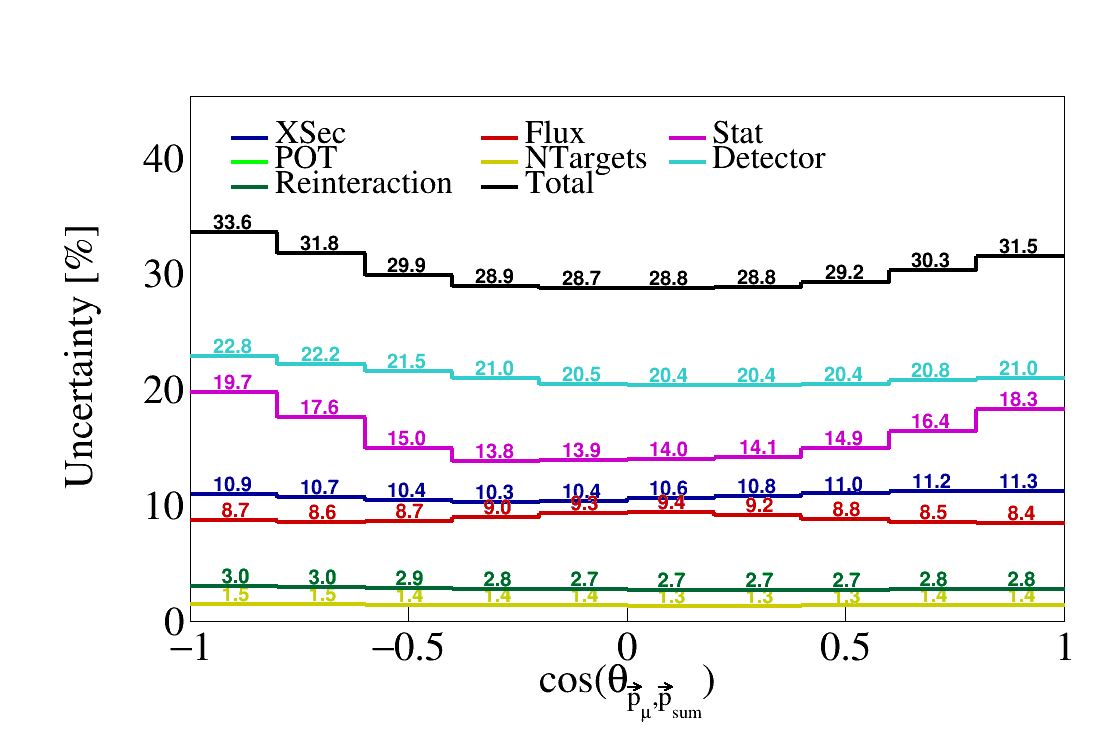 XSec Flux Stat
POT NTargets Detector
Reinteraction Total
Uncertainty [%]
40
30
20
10
0
33.6 31.8 29.9 28.9 28.7 28.8 28.8 29.2 30.3 31.5
22.8 22.2 21.5 21.0 20.5 20.4 20.4 20.4 20.8 21.0
19.7 17.6 15.0 13.8 13.9 14.0 14.1 14.9 16.4 18.3
10.9 10.7 10.4 10.3 10.4 10.6 10.8 11.0 11.2 11.3
8.7 8.6 8.7 9.0 9.3 9.4 9.2 8.8 8.5 8.4
3.0 3.0 2.9 2.8 2.7 2.7 2.7 2.7 2.8 2.8
1.5 1.5 1.4 1.4 1.4 1.3 1.3 1.3 1.4 1.4
−1 −0.5 0 0.5 1
cos(θ p⃗μ,p⃗sum)